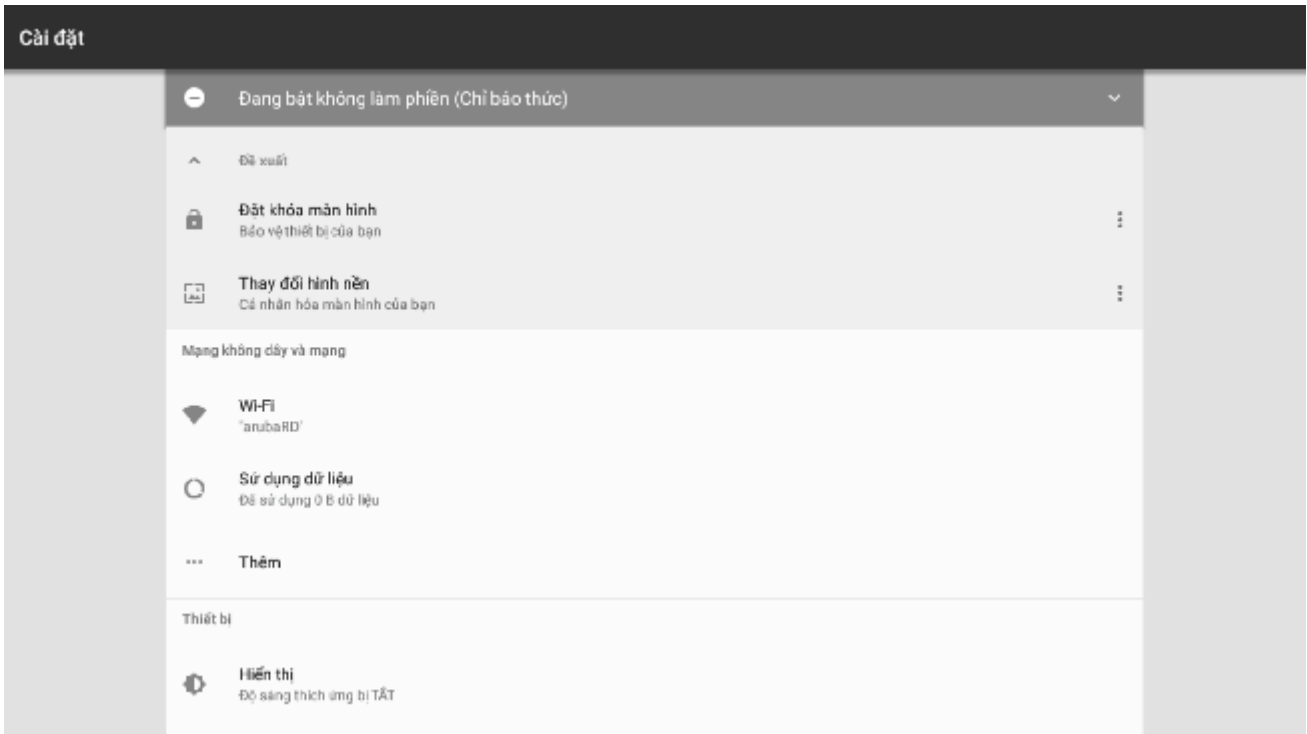 Cài đặt
Đang bật không làm phiền (Chỉ báo thức)
Đề xuất
Đặt khóa màn hình
Bảo vệ thiết bị của bạn
Thay đổi hình nền
Cá nhân hóa màn hình của bạn
Mạng không dây và mạng
Wi-Fi
"arubaRD"
Sử dụng dữ liệu
Đã sử dụng 0 B dữ liệu
Thêm
Thiết bị
Hiển thị
Độ sáng thích ứng bị TẮT